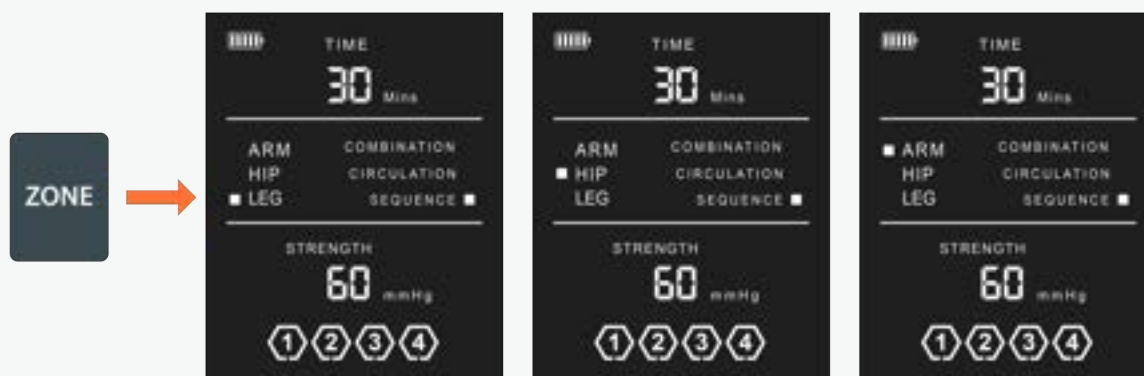 ZONE
TIME
30 Mins
ARM COMBINATION
HIP CIRCULATION
LEG SEQUENCE
STRENGTH
60 mmHg
1 2 3 4
TIME
30 Mins
ARM COMBINATION
HIP CIRCULATION
LEG SEQUENCE
STRENGTH
60 mmHg
1 2 3 4
TIME
30 Mins
ARM COMBINATION
HIP CIRCULATION
LEG SEQUENCE
STRENGTH
60 mmHg
1 2 3 4